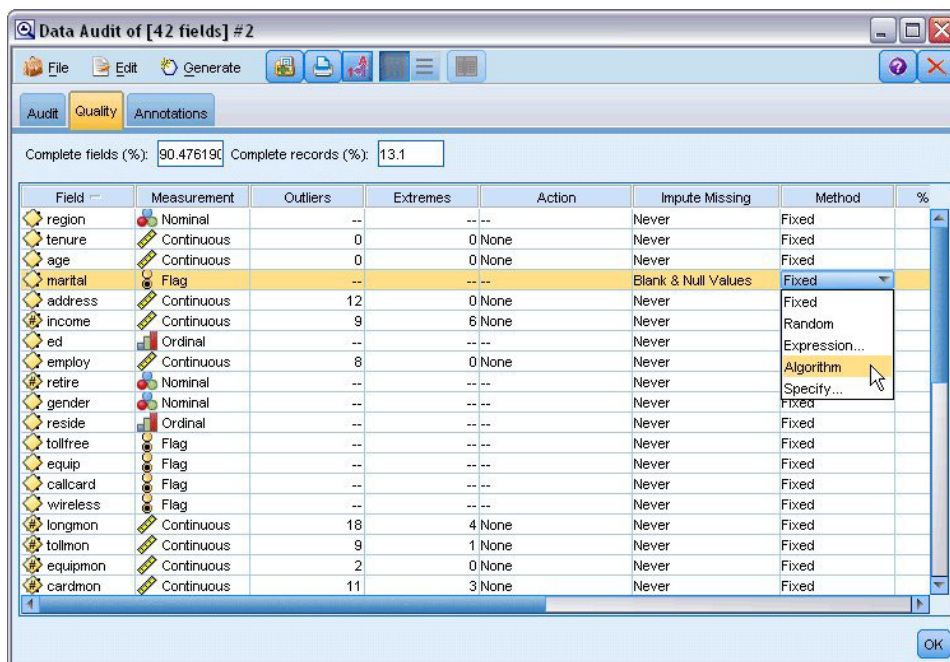 Data Audit of [42 fields] #2
File Edit Generate
Audit Quality Annotations
Complete fields (%): 90.476190 Complete records (%): 13.1
Field Measurement Outliers Extremes Action Impute Missing Method %
region Nominal -- -- -- Never Fixed
tenure Continuous 0 0 None Never Fixed
age Continuous 0 0 None Never Fixed
marital Flag -- -- -- Blank & Null Values Fixed
address Continuous 12 0 None Never Fixed
income Continuous 9 6 None Never Random
ed Ordinal -- -- -- Never Expression...
employ Continuous 8 0 None Never Algorithm
retire Nominal -- -- -- Never Specify...
gender Nominal -- -- -- Never Fixed
reside Ordinal -- -- -- Never Fixed
tollfree Flag -- -- -- Never Fixed
equip Flag -- -- -- Never Fixed
callcard Flag -- -- -- Never Fixed
wireless Flag -- -- -- Never Fixed
longmon Continuous 18 4 None Never Fixed
tollmon Continuous 9 1 None Never Fixed
equipmon Continuous 2 0 None Never Fixed
cardmon Continuous 11 3 None Never Fixed
OK